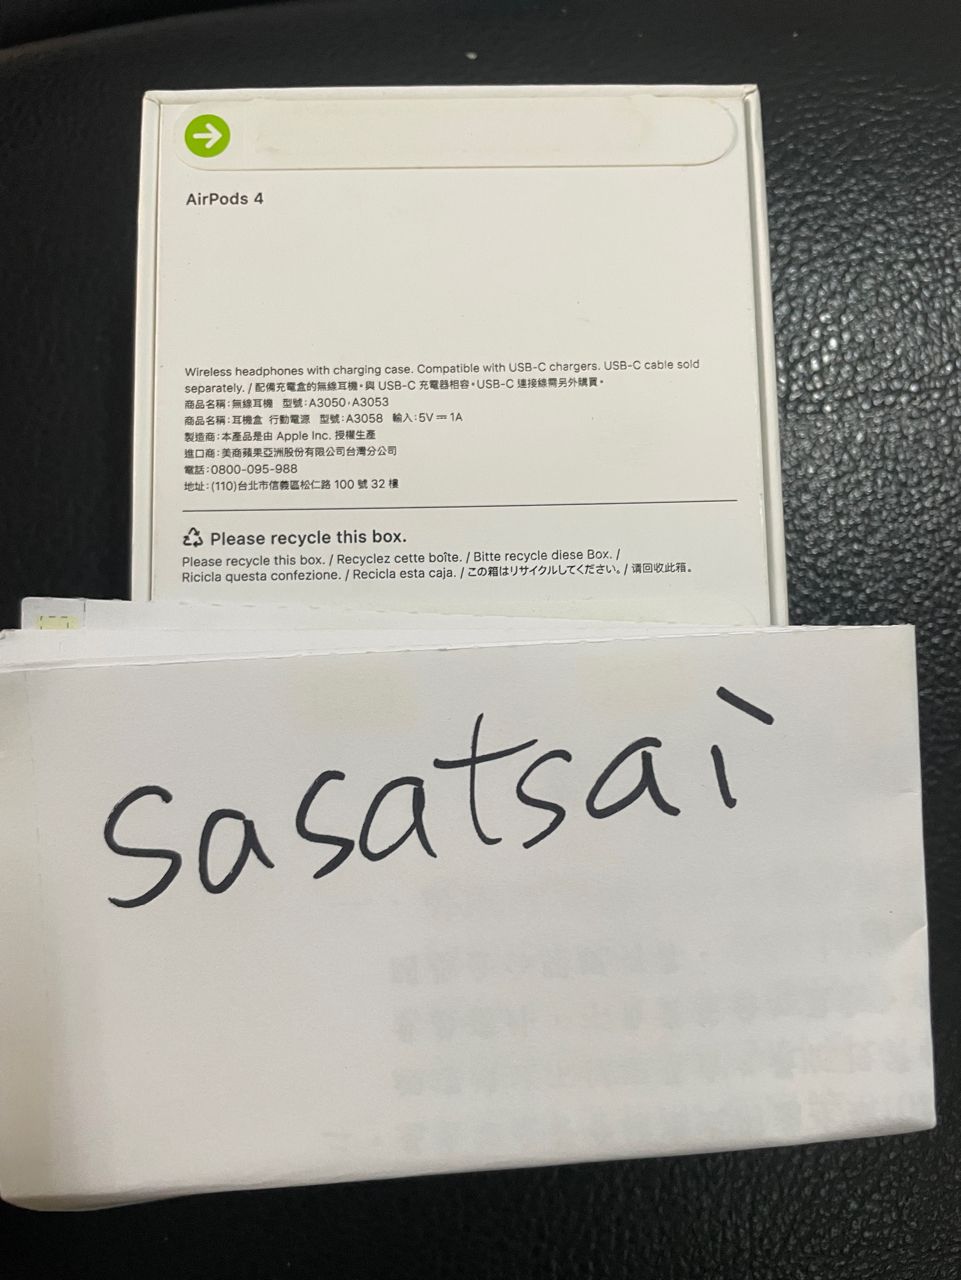 AirPods 4
Wireless headphones with charging case. Compatible with USB-C chargers. USB-C cable sold
separately. / 配備充電盒的無線耳機。與 USB-C 充電器相容。USB-C 連接線需另外購買。
商品名稱：無線耳機 型號：A3050，A3053
商品名稱：耳機盒 行動電源 型號：A3058 輸入：5V⎓1A
製造商：本產品是由 Apple Inc. 授權生產
進口商：美商蘋果亞洲股份有限公司台灣分公司
電話：0800-095-988
地址：(110)台北市信義區松仁路 100 號 32 樓
Please recycle this box.
Please recycle this box. / Recyclez cette boîte. / Bitte recycle diese Box. /
Ricicla questa confezione. / Recicla esta caja. / この箱はリサイクルしてください。/ 请回收此箱。
sasatsai